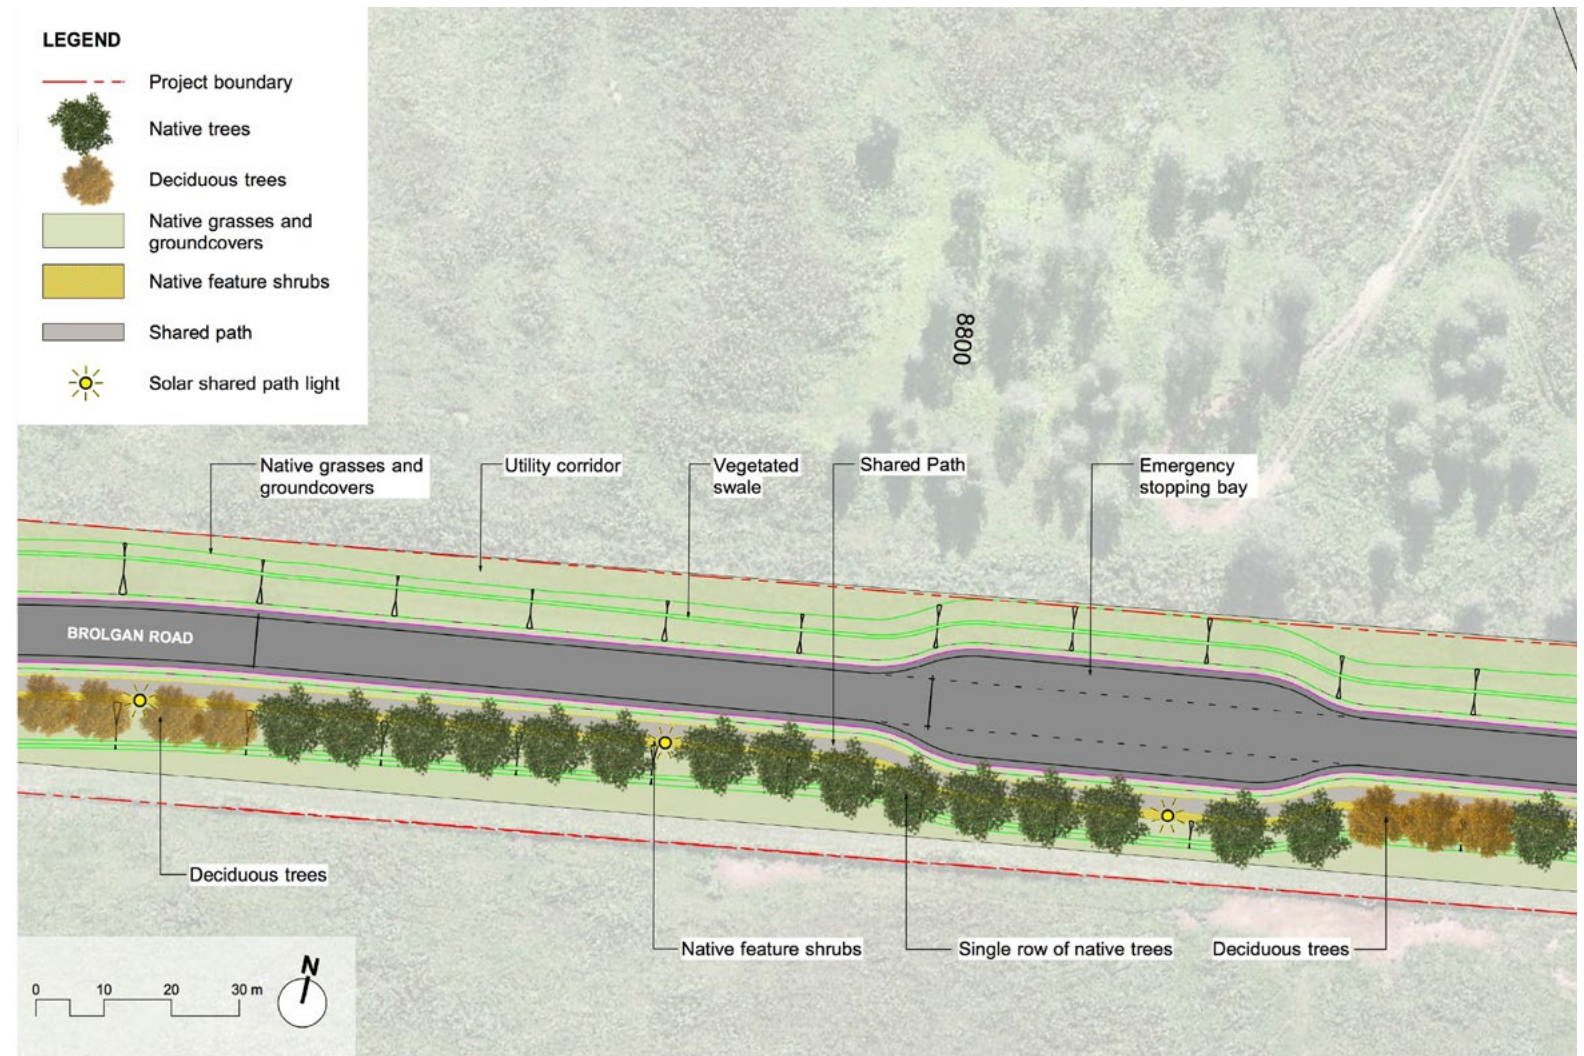 LEGEND
Project boundary
Native trees
Deciduous trees
Native grasses and
groundcovers
Native feature shrubs
Shared path
Solar shared path light
8800
Native grasses and
groundcovers
Utility corridor
Vegetated
swale
Shared Path
Emergency
stopping bay
BROLGAN ROAD
Deciduous trees
Native feature shrubs
Single row of native trees
Deciduous trees
0 10 20 30 m
N